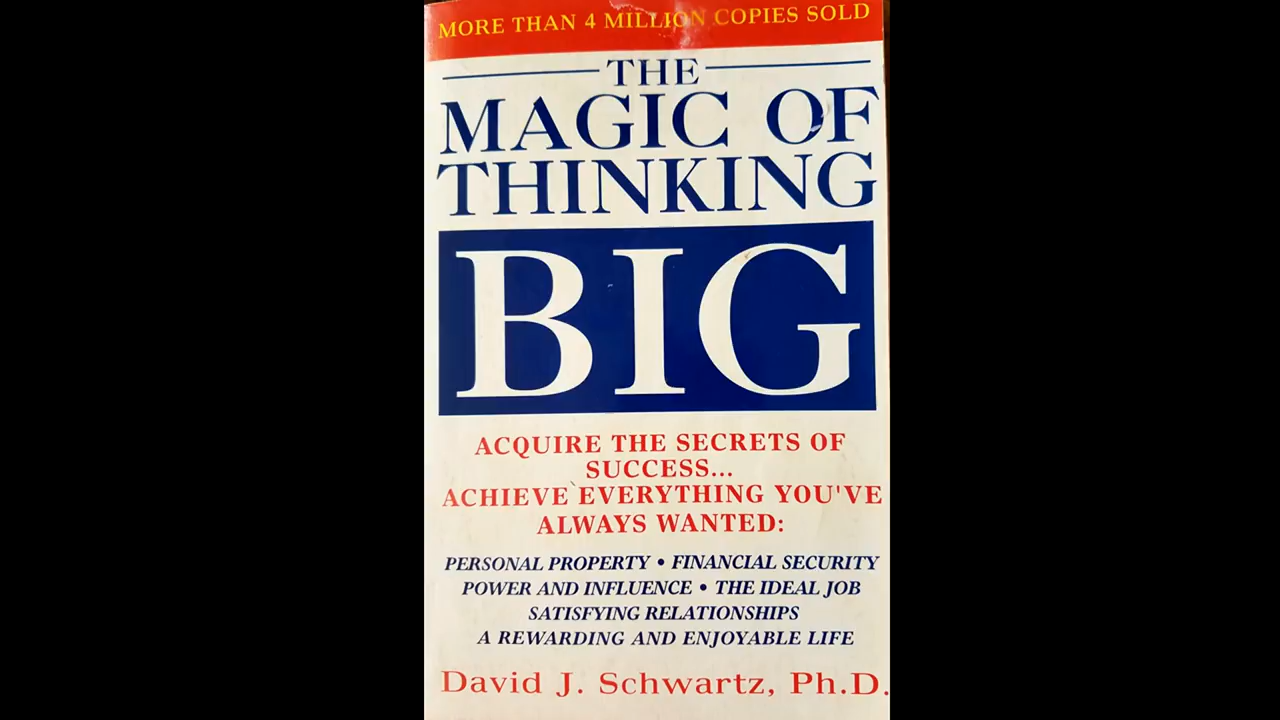 MORE THAN 4 MILLION COPIES SOLD
THE
MAGIC OF
THINKING
BIG
ACQUIRE THE SECRETS OF
SUCCESS...
ACHIEVE EVERYTHING YOU'VE
ALWAYS WANTED:
PERSONAL PROPERTY • FINANCIAL SECURITY
POWER AND INFLUENCE • THE IDEAL JOB
SATISFYING RELATIONSHIPS
A REWARDING AND ENJOYABLE LIFE
David J. Schwartz, Ph.D.